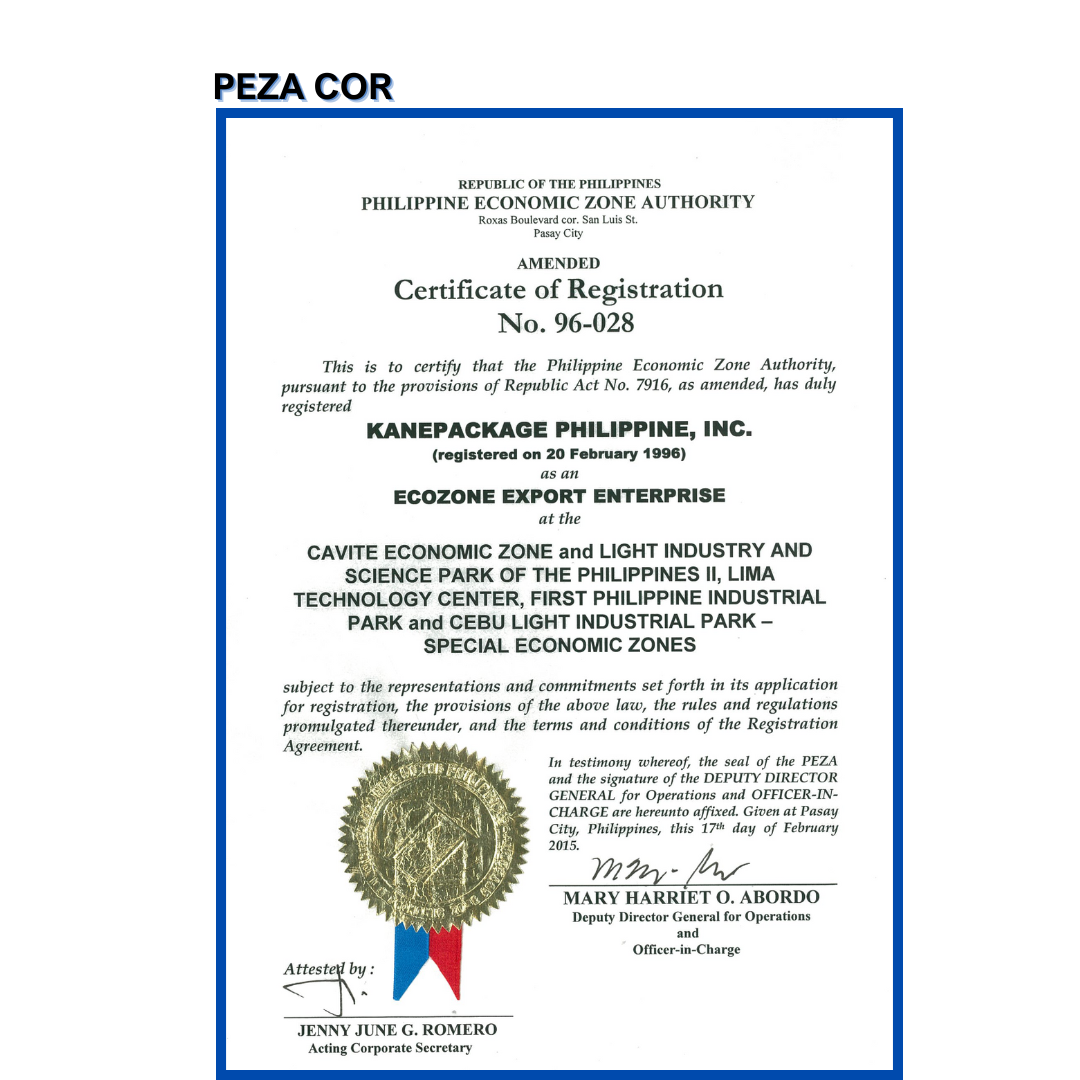 PEZA COR
REPUBLIC OF THE PHILIPPINES
PHILIPPINE ECONOMIC ZONE AUTHORITY
Roxas Boulevard cor. San Luis St.
Pasay City
AMENDED
Certificate of Registration
No. 96-028
This is to certify that the Philippine Economic Zone Authority,
pursuant to the provisions of Republic Act No. 7916, as amended, has duly
registered
KANEPACKAGE PHILIPPINE, INC.
(registered on 20 February 1996)
as an
ECOZONE EXPORT ENTERPRISE
at the
CAVITE ECONOMIC ZONE and LIGHT INDUSTRY AND
SCIENCE PARK OF THE PHILIPPINES II, LIMA
TECHNOLOGY CENTER, FIRST PHILIPPINE INDUSTRIAL
PARK and CEBU LIGHT INDUSTRIAL PARK –
SPECIAL ECONOMIC ZONES
subject to the representations and commitments set forth in its application
for registration, the provisions of the above law, the rules and regulations
promulgated thereunder, and the terms and conditions of the Registration
Agreement.
In testimony whereof, the seal of the PEZA
and the signature of the DEPUTY DIRECTOR
GENERAL for Operations and OFFICER-IN-
CHARGE are hereunto affixed. Given at Pasay
City, Philippines, this 17th day of February
2015.
MARY HARRIET O. ABORDO
Deputy Director General for Operations
and
Officer-in-Charge
Attested by :
JENNY JUNE G. ROMERO
Acting Corporate Secretary